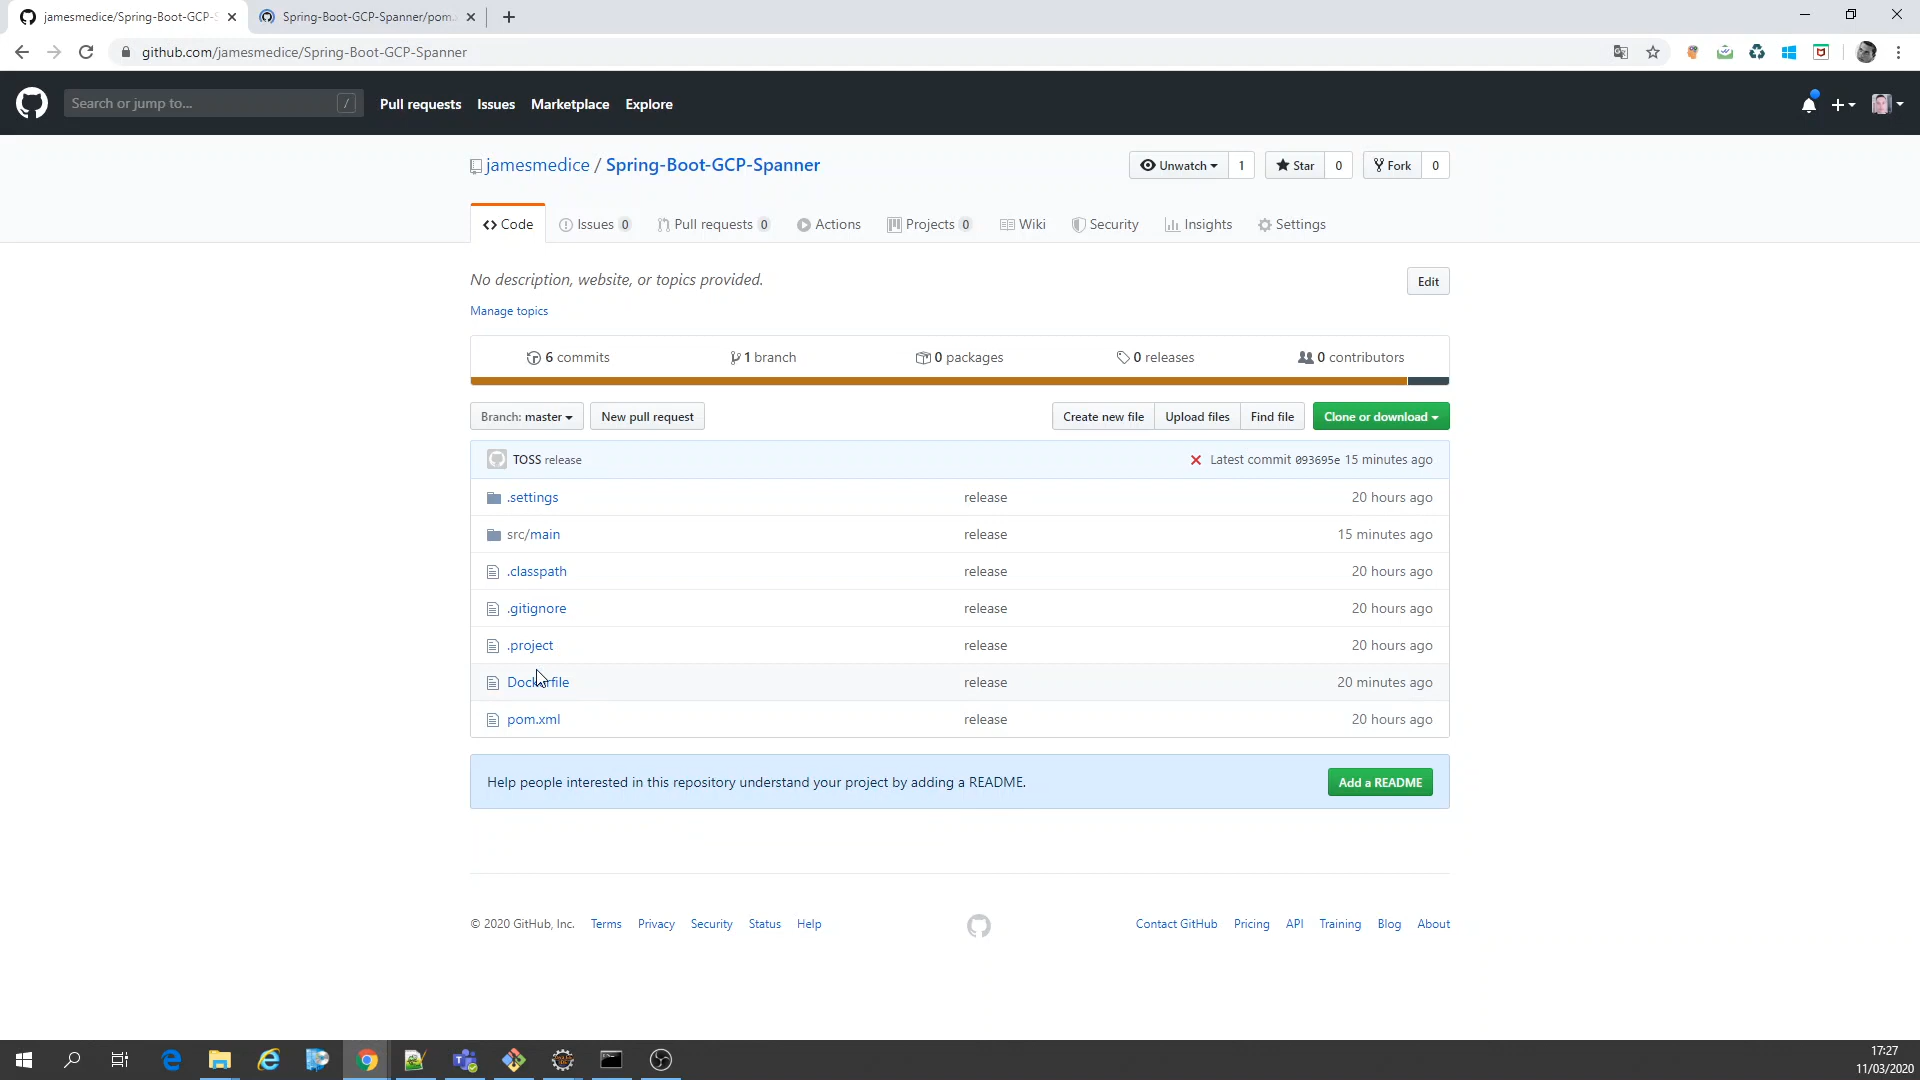 jamesmedice/Spring-Boot-GCP-S
Spring-Boot-GCP-Spanner/pom.
github.com/jamesmedice/Spring-Boot-GCP-Spanner
Search or jump to... /
Pull requests Issues Marketplace Explore
jamesmedice / Spring-Boot-GCP-Spanner
Unwatch 1 Star 0 Fork 0
Code Issues 0 Pull requests 0 Actions Projects 0 Wiki Security Insights Settings
No description, website, or topics provided. Edit
Manage topics
6 commits 1 branch 0 packages 0 releases 0 contributors
Branch: master New pull request Create new file Upload files Find file Clone or download
TOSS release Latest commit 093695e 15 minutes ago
.settings release 20 hours ago
src/main release 15 minutes ago
.classpath release 20 hours ago
.gitignore release 20 hours ago
.project release 20 hours ago
Dockerfile release 20 minutes ago
pom.xml release 20 hours ago
Help people interested in this repository understand your project by adding a README. Add a README
© 2020 GitHub, Inc. Terms Privacy Security Status Help Contact GitHub Pricing API Training Blog About
17:27
11/03/2020